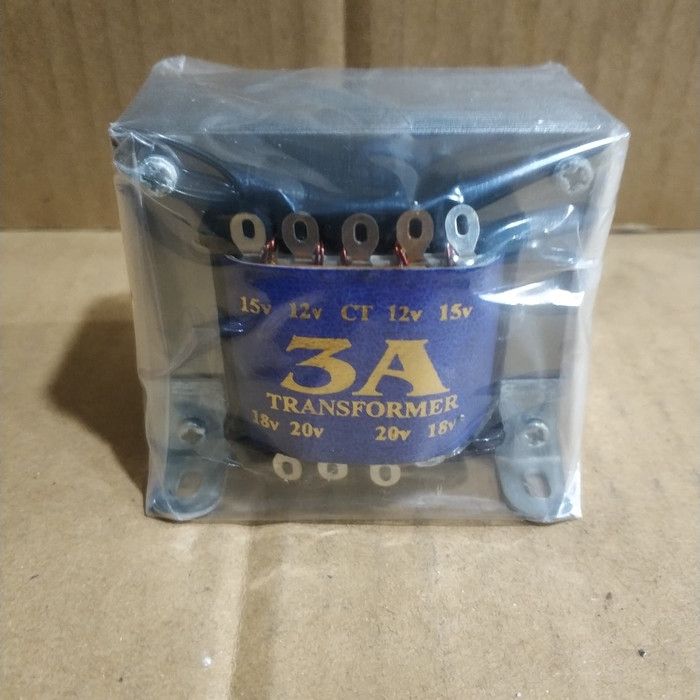 15v 12v CT 12v 15v
3A
TRANSFORMER
18v 20v 20v 18v